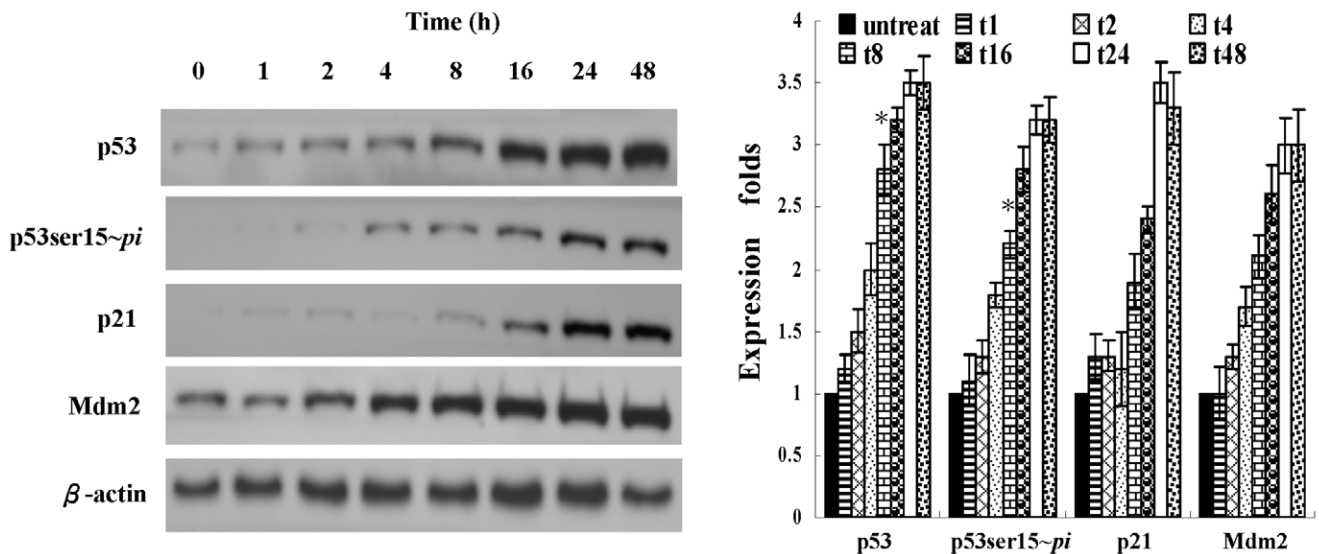 Time (h)
0 1 2 4 8 16 24 48
p53
p53ser15~pi
p21
Mdm2
β-actin
untreat t1 t2 t4
t8 t16 t24 t48
Expression folds
4
3.5
3
2.5
2
1.5
1
0.5
0
*
*
p53 p53ser15~pi p21 Mdm2